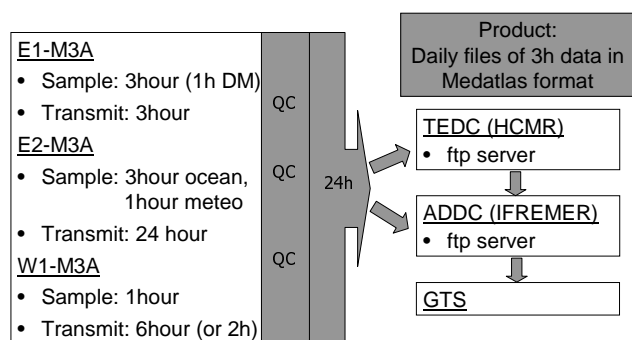 E1-M3A
• Sample: 3hour (1h DM)
• Transmit: 3hour
E2-M3A
• Sample: 3hour ocean,
1hour meteo
• Transmit: 24 hour
W1-M3A
• Sample: 1hour
• Transmit: 6hour (or 2h)
QC
QC
QC
24h
Product:
Daily files of 3h data in
Medatlas format
TEDC (HCMR)
• ftp server
ADDC (IFREMER)
• ftp server
GTS